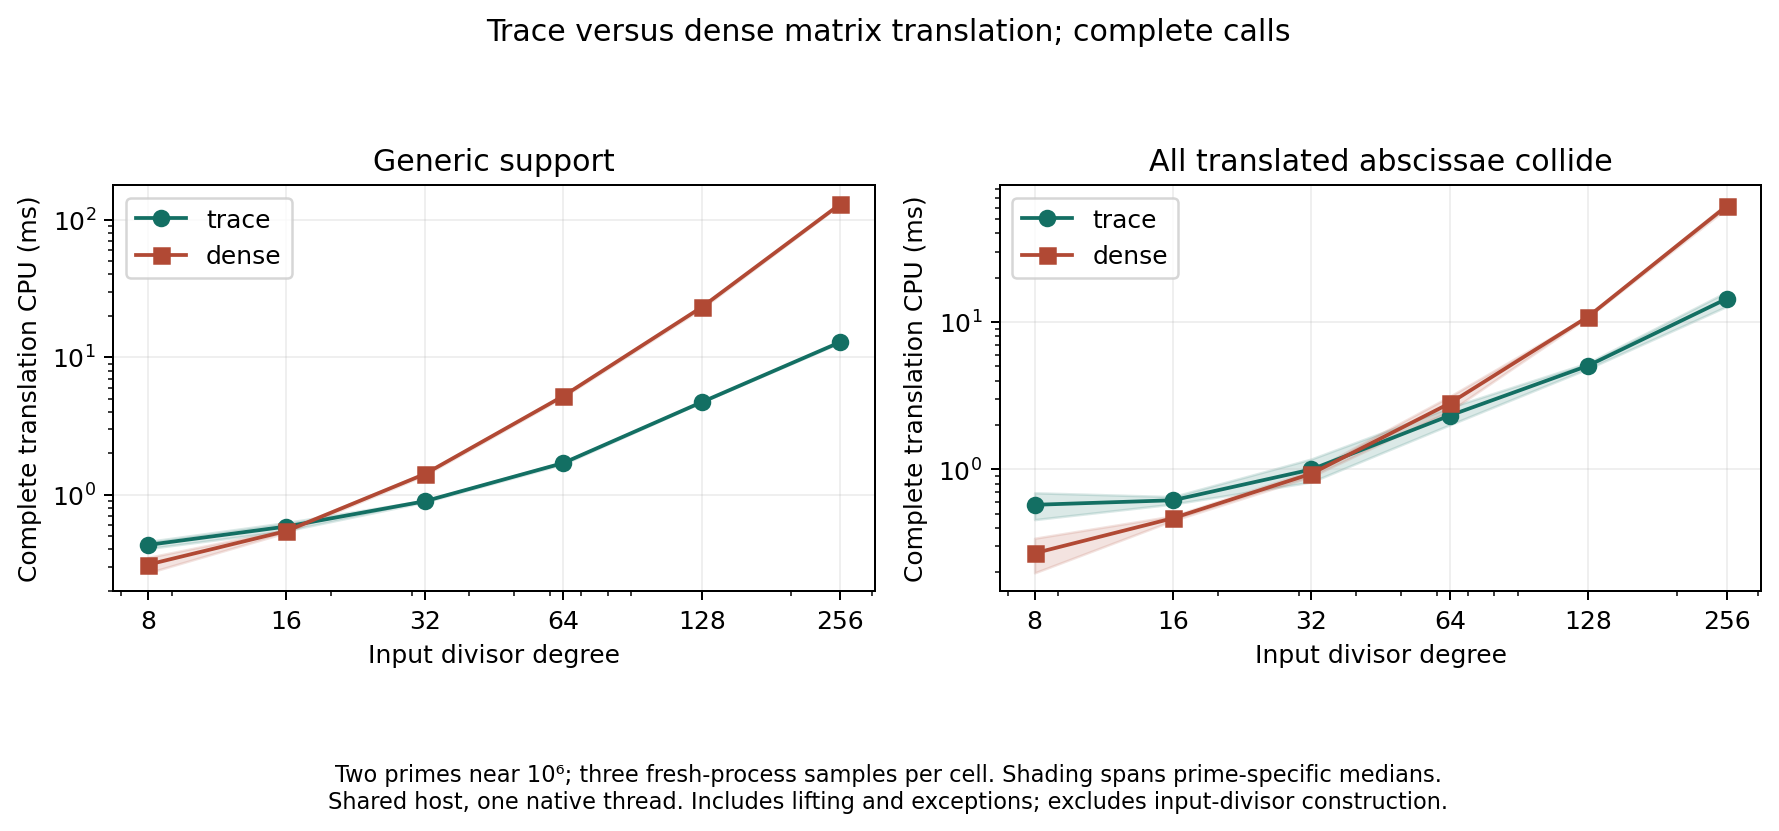 Trace versus dense matrix translation; complete calls
Generic support
Complete translation CPU (ms)
10²
10¹
10⁰
trace
dense
8 16 32 64 128 256
Input divisor degree
All translated abscissae collide
Complete translation CPU (ms)
10¹
10⁰
trace
dense
8 16 32 64 128 256
Input divisor degree
Two primes near 10⁶; three fresh-process samples per cell. Shading spans prime-specific medians.
Shared host, one native thread. Includes lifting and exceptions; excludes input-divisor construction.